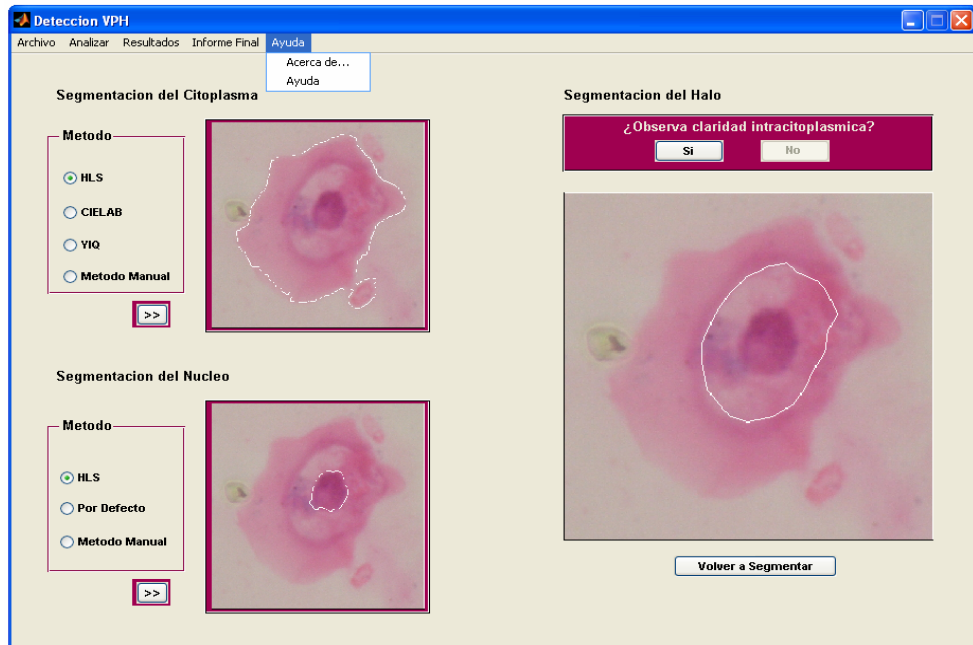 Deteccion VPH
Archivo Analizar Resultados Informe Final Ayuda
Acerca de...
Ayuda
Segmentacion del Citoplasma
Metodo
HLS
CIELAB
YIQ
Metodo Manual
>>
Segmentacion del Nucleo
Metodo
HLS
Por Defecto
Metodo Manual
>>
Segmentacion del Halo
¿Observa claridad intracitoplasmica?
Si No
Volver a Segmentar